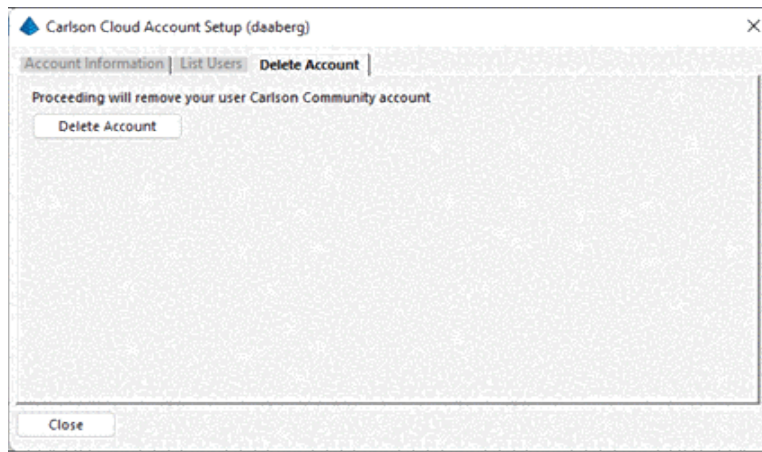 Carlson Cloud Account Setup (daaberg)
Account Information List Users Delete Account
Proceeding will remove your user Carlson Community account
Delete Account
Close